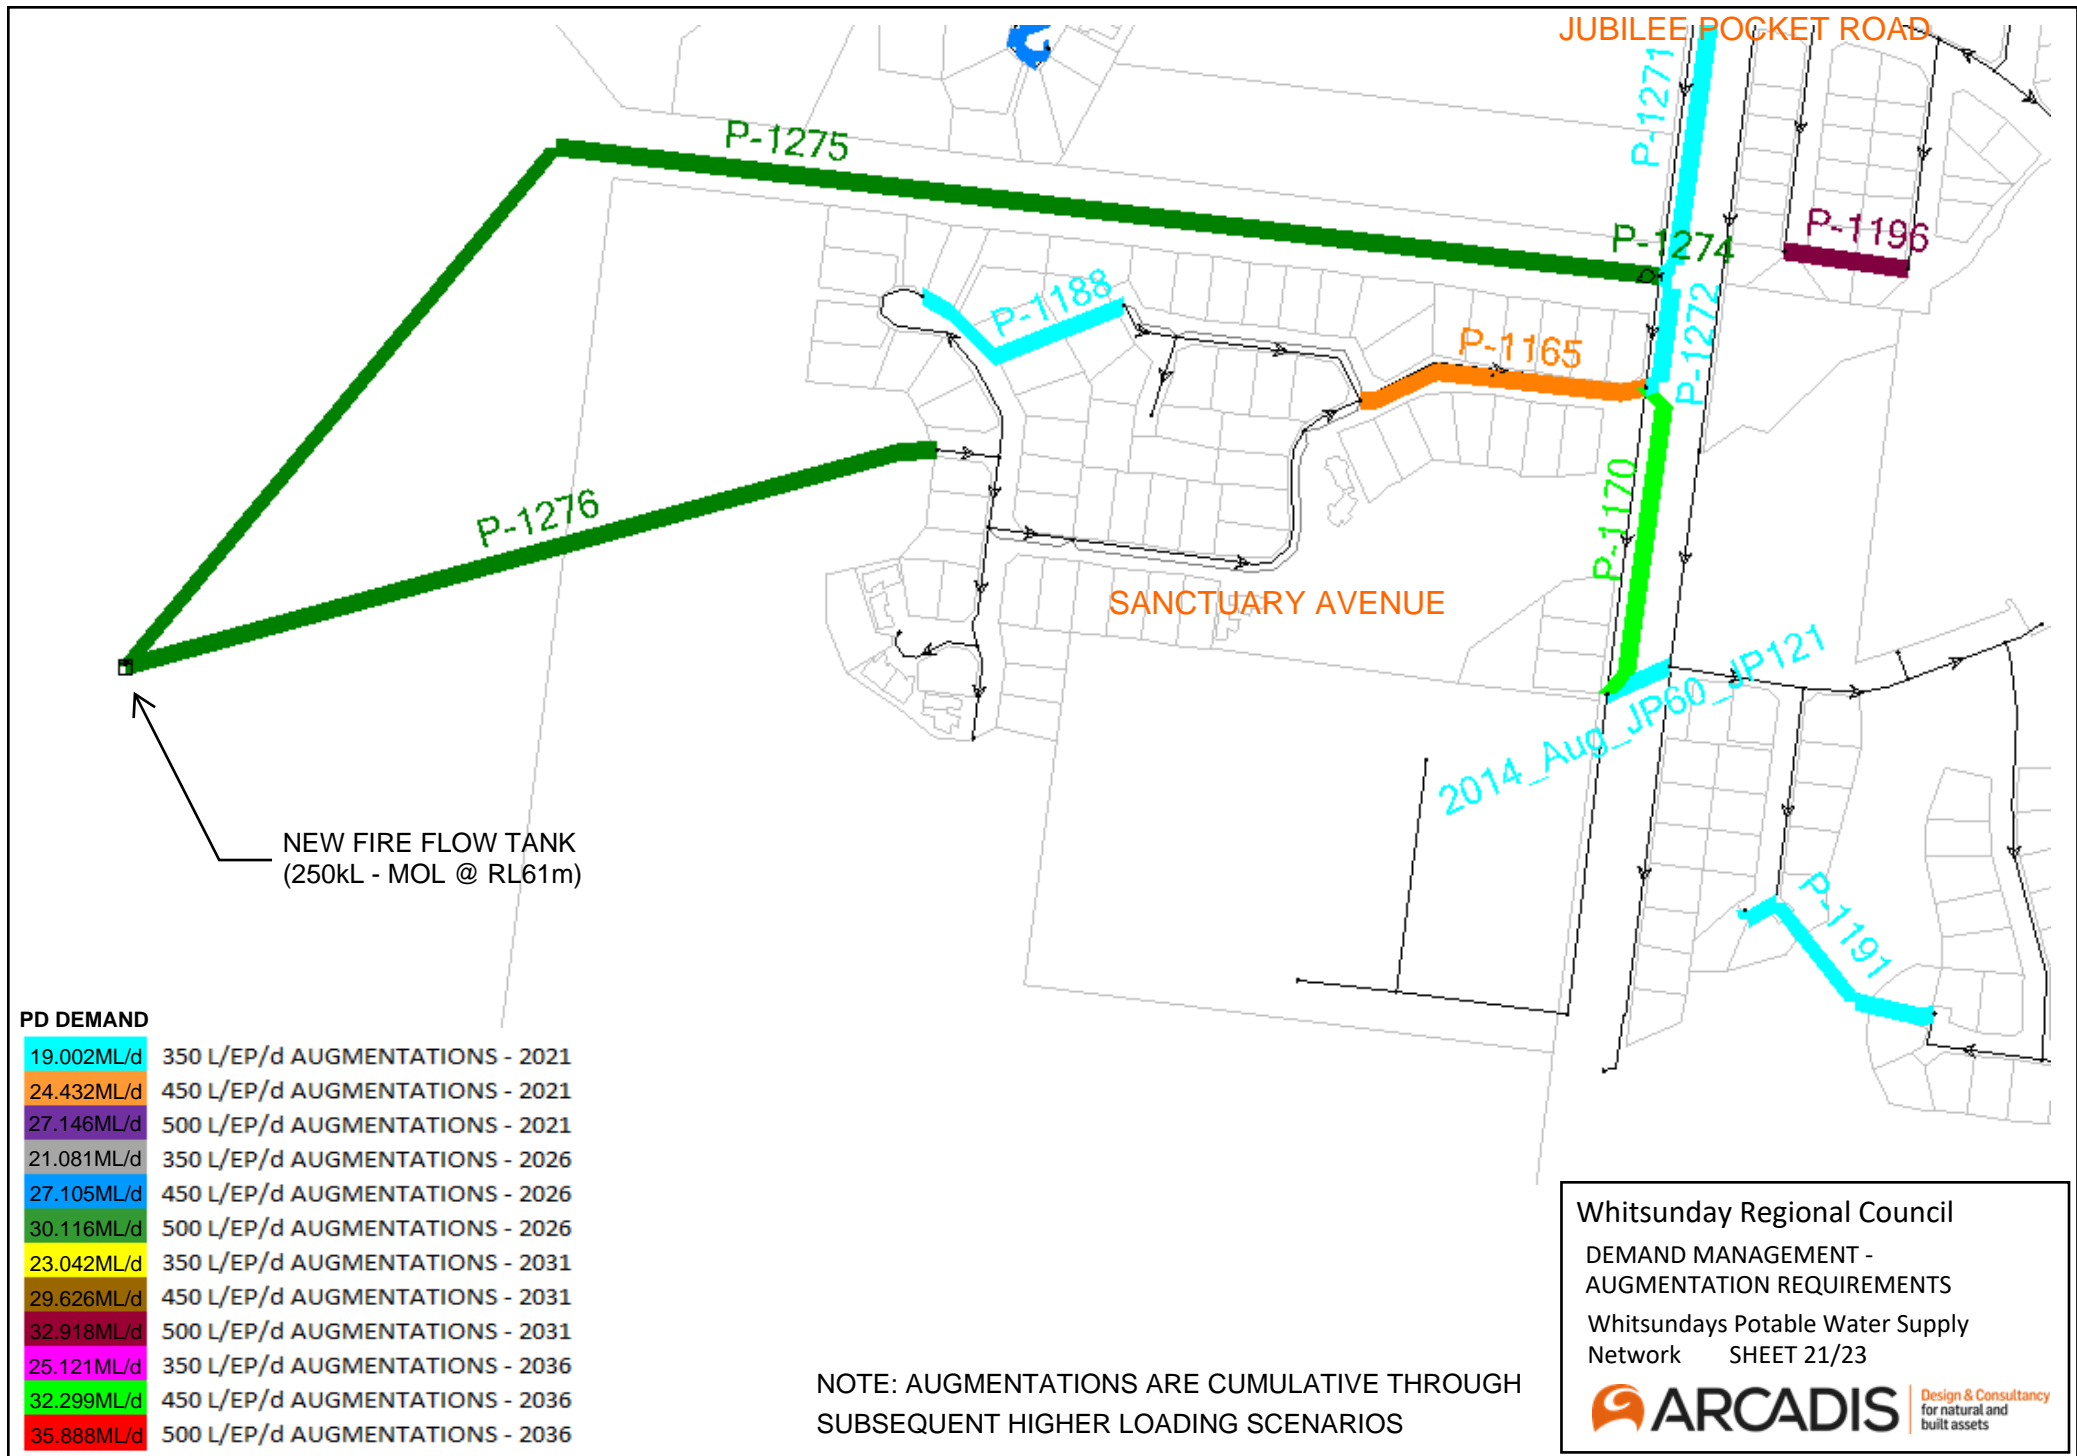 JUBILEE POCKET ROAD
P-1271
P-1275
P-1274
P-1196
P-1188
P-1272
P-1165
P-1170
P-1276
SANCTUARY AVENUE
2014_Aug_JP60_JP121
P-1191
NEW FIRE FLOW TANK
(250kL - MOL @ RL61m)
PD DEMAND
19.002ML/d 350 L/EP/d AUGMENTATIONS - 2021
24.432ML/d 450 L/EP/d AUGMENTATIONS - 2021
27.146ML/d 500 L/EP/d AUGMENTATIONS - 2021
21.081ML/d 350 L/EP/d AUGMENTATIONS - 2026
27.105ML/d 450 L/EP/d AUGMENTATIONS - 2026
30.116ML/d 500 L/EP/d AUGMENTATIONS - 2026
23.042ML/d 350 L/EP/d AUGMENTATIONS - 2031
29.626ML/d 450 L/EP/d AUGMENTATIONS - 2031
32.918ML/d 500 L/EP/d AUGMENTATIONS - 2031
25.121ML/d 350 L/EP/d AUGMENTATIONS - 2036
32.299ML/d 450 L/EP/d AUGMENTATIONS - 2036
35.888ML/d 500 L/EP/d AUGMENTATIONS - 2036
NOTE: AUGMENTATIONS ARE CUMULATIVE THROUGH
SUBSEQUENT HIGHER LOADING SCENARIOS
Whitsunday Regional Council
DEMAND MANAGEMENT -
AUGMENTATION REQUIREMENTS
Whitsundays Potable Water Supply
Network SHEET 21/23
ARCADIS
Design & Consultancy
for natural and
built assets